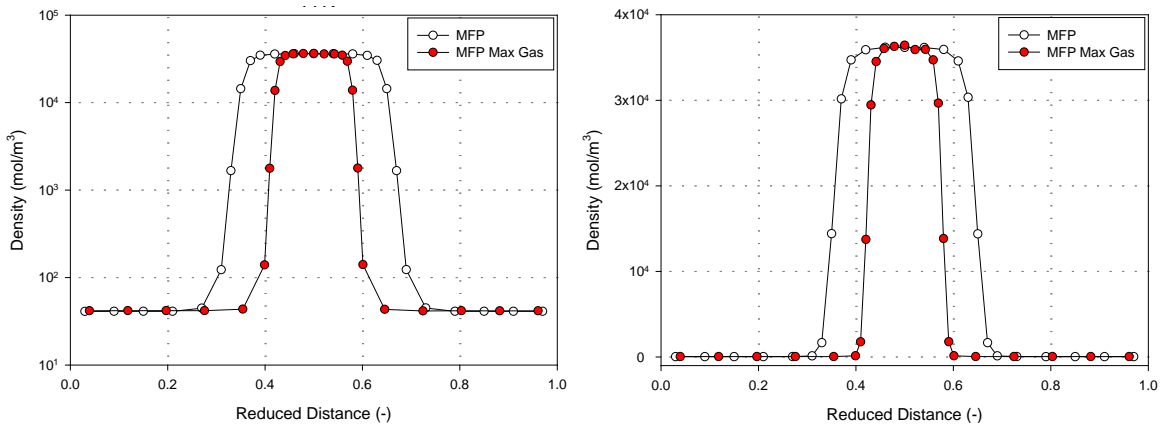 10⁵
10⁴
10³
10²
10¹
Density (mol/m³)
MFP
MFP Max Gas
0.0 0.2 0.4 0.6 0.8 1.0
Reduced Distance (-)
4x10⁴
3x10⁴
2x10⁴
10⁴
0
Density (mol/m³)
MFP
MFP Max Gas
0.0 0.2 0.4 0.6 0.8 1.0
Reduced Distance (-)